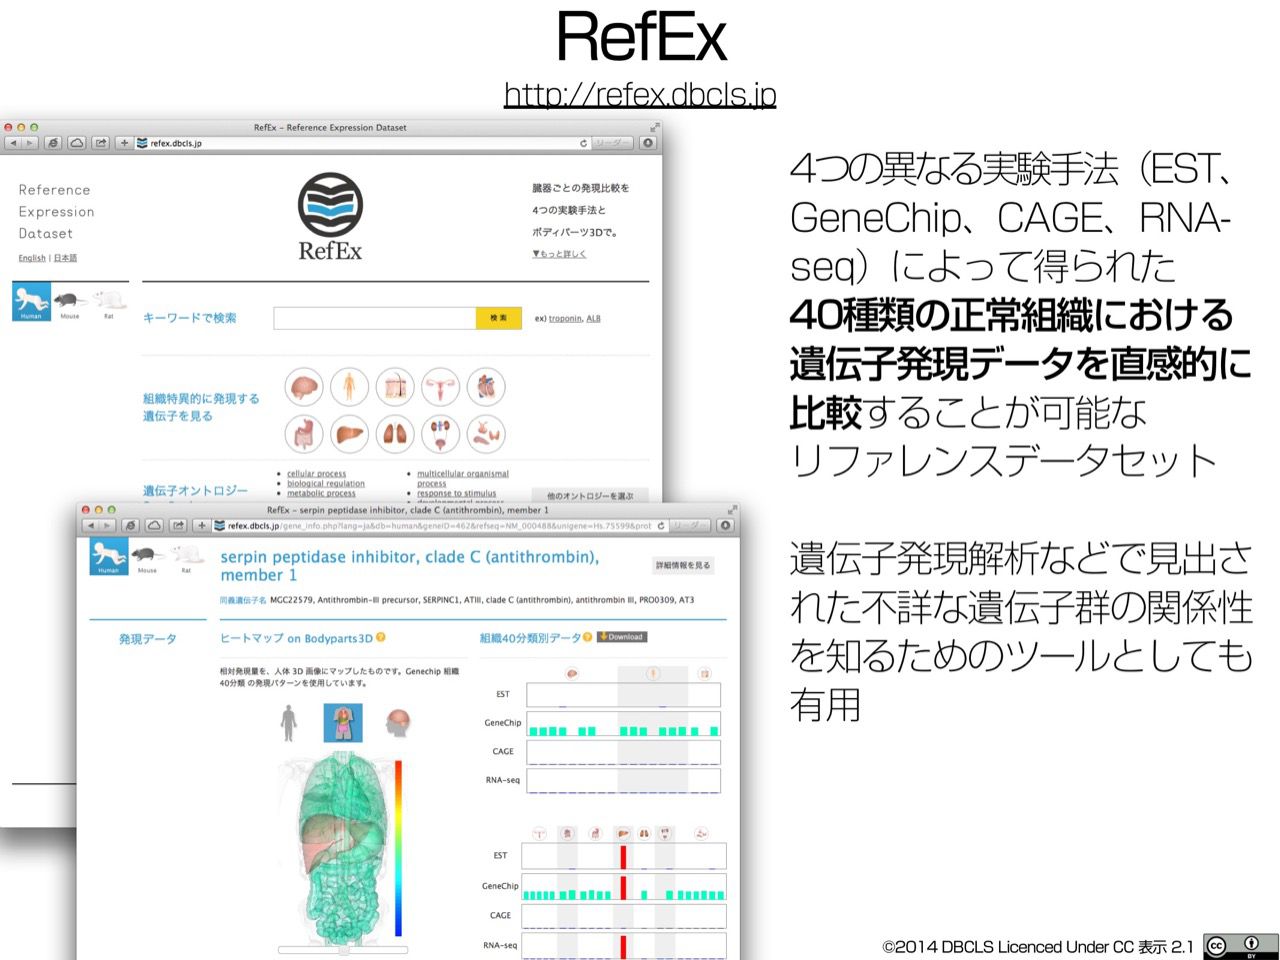 RefEx
http://refex.dbcls.jp
RefEx – Reference Expression Dataset
refex.dbcls.jp
リーダー
Reference
Expression
Dataset
English | 日本語
RefEx
臓器ごとの発現比較を
4つの実験手法と
ボディパーツ3Dで。
▼もっと詳しく
Human Mouse Rat
キーワードで検索
検索
ex) troponin, ALB
組織特異的に発現する
遺伝子を見る
遺伝子オントロジー
• cellular process
• biological regulation
• metabolic process
• multicellular organismal
process
• response to stimulus
他のオントロジーを選ぶ
RefEx – serpin peptidase inhibitor, clade C (antithrombin), member 1
refex.dbcls.jp/gene_info.php?lang=ja&db=human&geneID=462&refseq=NM_000488&unigene=Hs.75599&prot
リーダー
Human Mouse Rat
serpin peptidase inhibitor, clade C (antithrombin),
member 1
詳細情報を見る
同義遺伝子名 MGC22579, Antithrombin-III precursor, SERPINC1, ATIII, clade C (antithrombin), antithrombin III, PRO0309, AT3
発現データ
ヒートマップ on Bodyparts3D ?
相対発現量を、人体 3D 画像にマップしたものです。Genechip 組織
40分類 の発現パターンを使用しています。
組織40分類別データ ? Download
EST
GeneChip
CAGE
RNA-seq
EST
GeneChip
CAGE
RNA-seq
4つの異なる実験手法（EST、
GeneChip、CAGE、RNA-
seq）によって得られた
40種類の正常組織における
遺伝子発現データを直感的に
比較することが可能な
リファレンスデータセット
遺伝子発現解析などで見出さ
れた不詳な遺伝子群の関係性
を知るためのツールとしても
有用
©2014 DBCLS Licenced Under CC 表示 2.1
CC BY